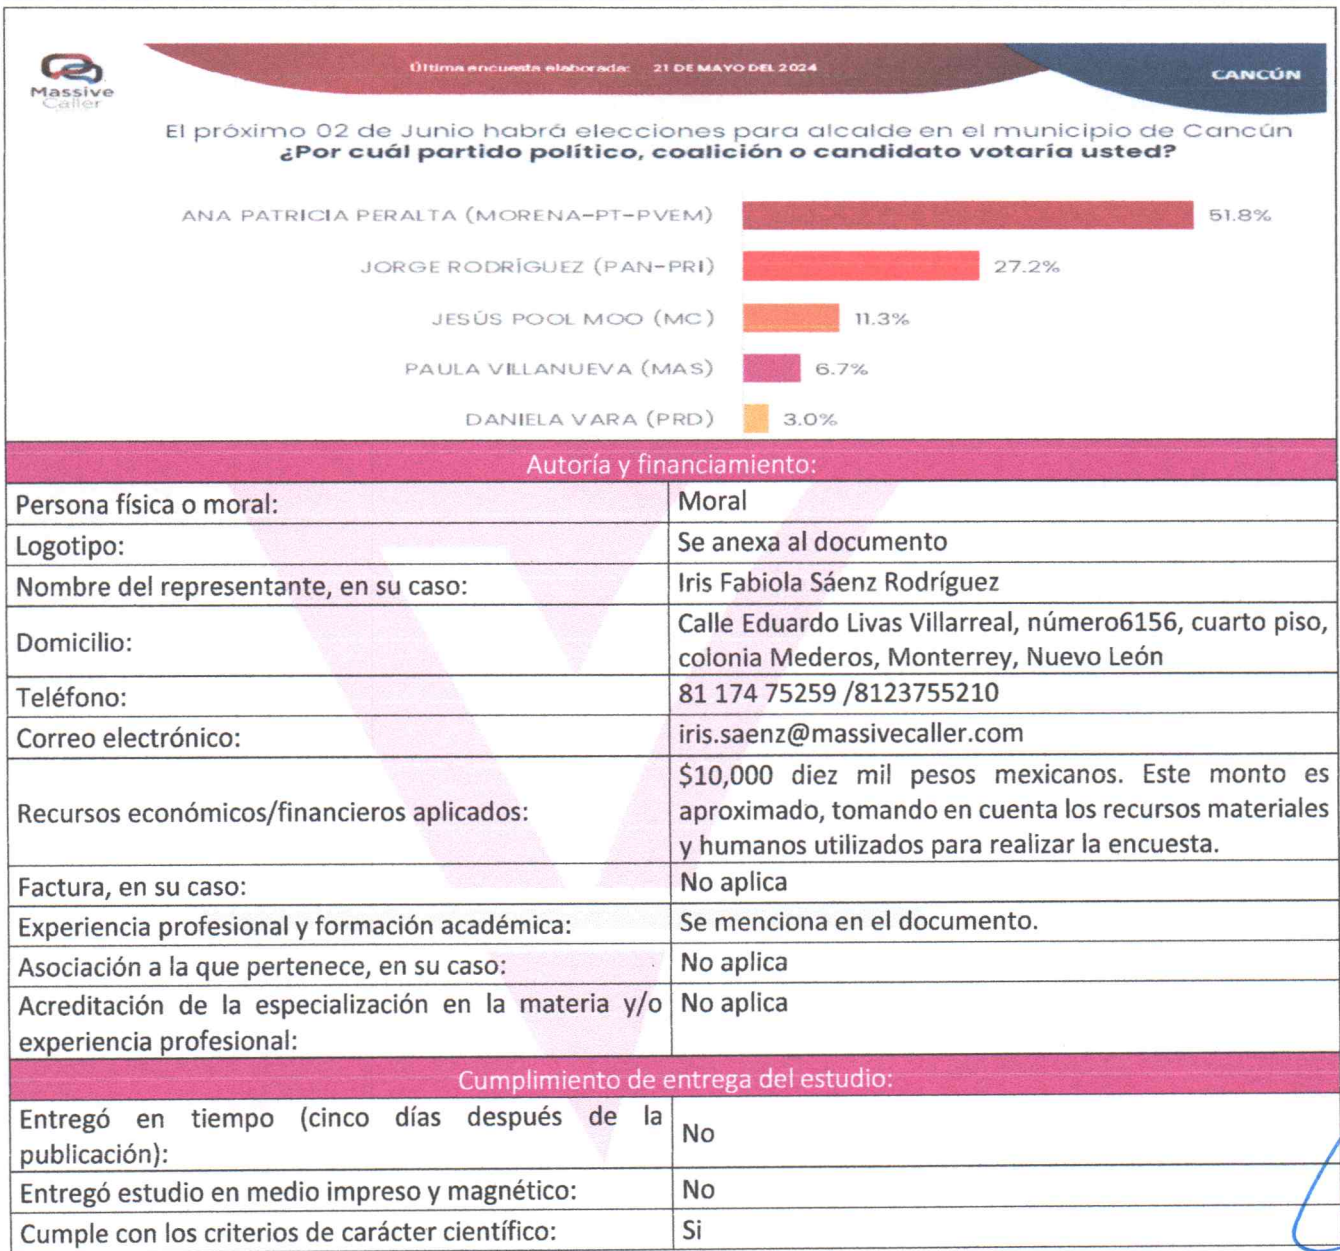 Massive
Caller
Última encuesta elaborada: 21 DE MAYO DEL 2024
CANCÚN
El próximo 02 de Junio habrá elecciones para alcalde en el municipio de Cancún
¿Por cuál partido político, coalición o candidato votaría usted?
ANA PATRICIA PERALTA (MORENA-PT-PVEM) 51.8%
JORGE RODRÍGUEZ (PAN-PRI) 27.2%
JESÚS POOL MOO (MC) 11.3%
PAULA VILLANUEVA (MAS) 6.7%
DANIELA VARA (PRD) 3.0%
Autoría y financiamiento:
Persona física o moral: Moral
Logotipo: Se anexa al documento
Nombre del representante, en su caso: Iris Fabiola Sáenz Rodríguez
Domicilio: Calle Eduardo Livas Villarreal, número6156, cuarto piso,
colonia Mederos, Monterrey, Nuevo León
Teléfono: 81 174 75259 /8123755210
Correo electrónico: iris.saenz@massivecaller.com
Recursos económicos/financieros aplicados: $10,000 diez mil pesos mexicanos. Este monto es
aproximado, tomando en cuenta los recursos materiales
y humanos utilizados para realizar la encuesta.
Factura, en su caso: No aplica
Experiencia profesional y formación académica: Se menciona en el documento.
Asociación a la que pertenece, en su caso: No aplica
Acreditación de la especialización en la materia y/o No aplica
experiencia profesional:
Cumplimiento de entrega del estudio:
Entregó en tiempo (cinco días después de la
publicación): No
Entregó estudio en medio impreso y magnético: No
Cumple con los criterios de carácter científico: Si